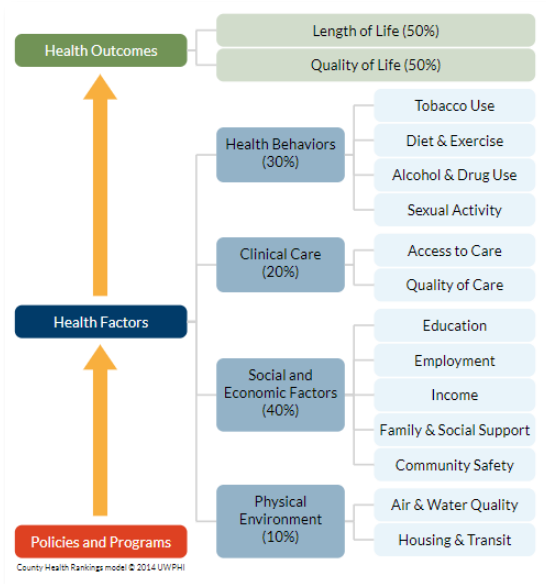 Health Outcomes
Length of Life (50%)
Quality of Life (50%)
Health Factors
Health Behaviors
(30%)
Tobacco Use
Diet & Exercise
Alcohol & Drug Use
Sexual Activity
Clinical Care
(20%)
Access to Care
Quality of Care
Social and
Economic Factors
(40%)
Education
Employment
Income
Family & Social Support
Community Safety
Physical
Environment
(10%)
Air & Water Quality
Housing & Transit
Policies and Programs
County Health Rankings model © 2014 UWPHI